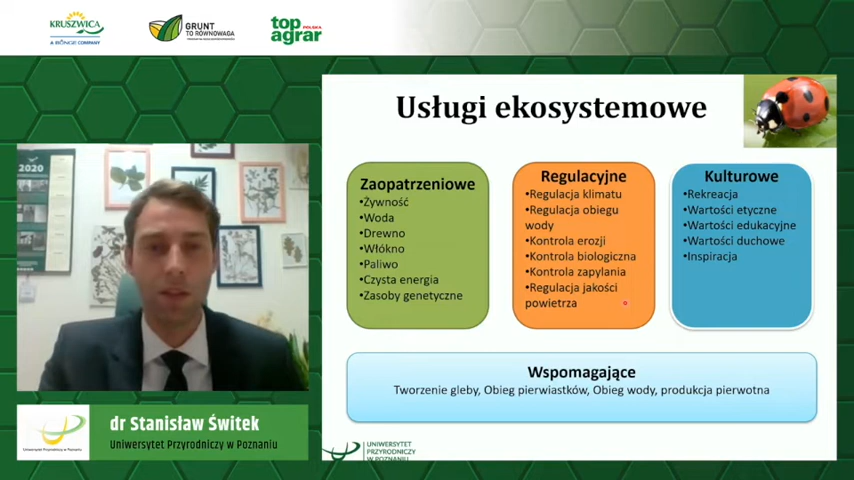 KRUSZWICA
A BUNGE COMPANY
GRUNT
TO RÓWNOWAGA
top
POLSKA
agrar
Usługi ekosystemowe
2020
Zaopatrzeniowe
•Żywność
•Woda
•Drewno
•Włókno
•Paliwo
•Czysta energia
•Zasoby genetyczne
Regulacyjne
•Regulacja klimatu
•Regulacja obiegu
wody
•Kontrola erozji
•Kontrola biologiczna
•Kontrola zapylania
•Regulacja jakości
powietrza
Kulturowe
•Rekreacja
•Wartości etyczne
•Wartości edukacyjne
•Wartości duchowe
•Inspiracja
Wspomagające
Tworzenie gleby, Obieg pierwiastków, Obieg wody, produkcja pierwotna
dr Stanisław Świtek
Uniwersytet Przyrodniczy w Poznaniu
Uniwersytet Przyrodniczy w Poznaniu
UNIWERSYTET
PRZYRODNICZY
W POZNANIU